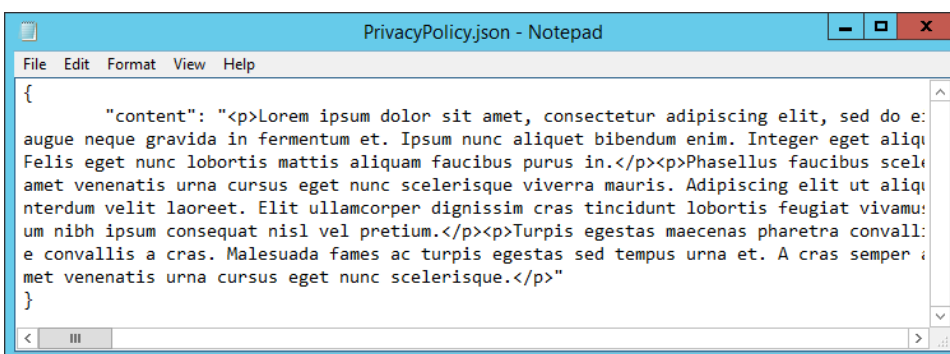 PrivacyPolicy.json - Notepad
File Edit Format View Help
{
"content": "<p>Lorem ipsum dolor sit amet, consectetur adipiscing elit, sed do
augue neque gravida in fermentum et. Ipsum nunc aliquet bibendum enim. Integer eget
Felis eget nunc lobortis mattis aliquam faucibus purus in.</p><p>Phasellus faucibus
amet venenatis urna cursus eget nunc scelerisque viverra mauris. Adipiscing elit ut
nterdum velit laoreet. Elit ullamcorper dignissim cras tincidunt lobortis feugiat
um nibh ipsum consequat nisl vel pretium.</p><p>Turpis egestas maecenas pharetra
e convallis a cras. Malesuada fames ac turpis egestas sed tempus urna et. A cras semper
met venenatis urna cursus eget nunc scelerisque.</p>"
}